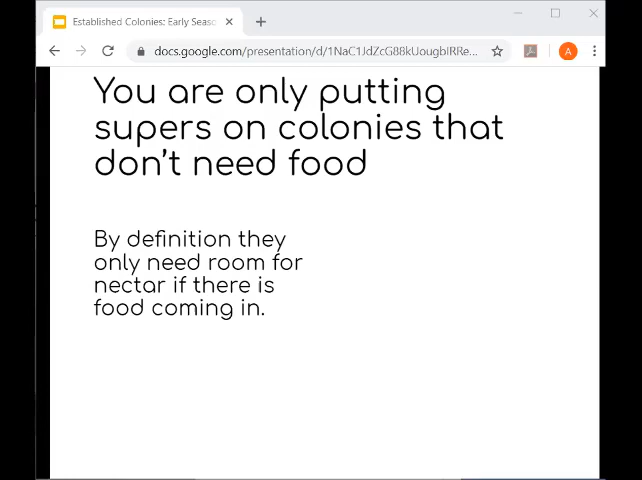 Established Colonies: Early Seaso
docs.google.com/presentation/d/1NaC1JdZcG88kUougbIRRe...
A
You are only putting
supers on colonies that
don't need food
By definition they
only need room for
nectar if there is
food coming in.